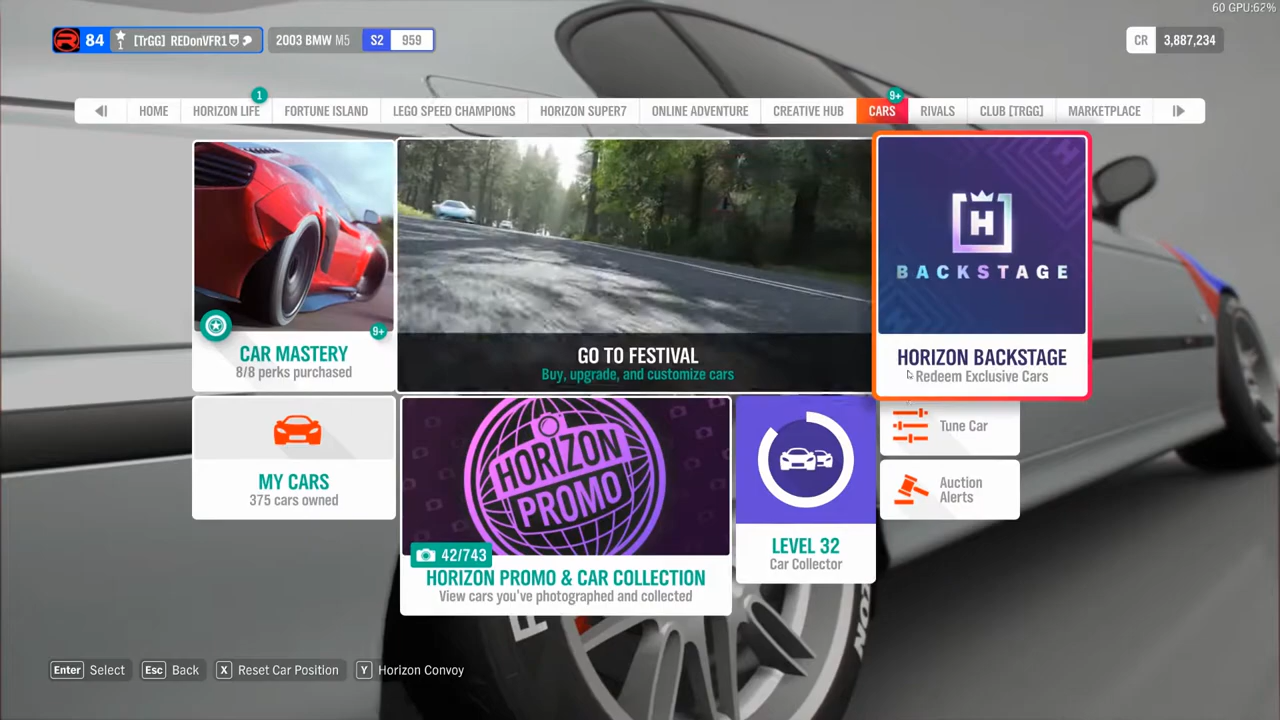 60 GPU:62%
84 1 [TrGG] REDonVFR1
2003 BMW M5 S2 959
CR 3,887,234
1
9+
HOME HORIZON LIFE FORTUNE ISLAND LEGO SPEED CHAMPIONS HORIZON SUPER7 ONLINE ADVENTURE CREATIVE HUB CARS RIVALS CLUB [TRGG] MARKETPLACE
9+
CAR MASTERY
8/8 perks purchased
GO TO FESTIVAL
Buy, upgrade, and customize cars
H
BACKSTAGE
HORIZON BACKSTAGE
Redeem Exclusive Cars
MY CARS
375 cars owned
HORIZON
PROMO
42/743
HORIZON PROMO & CAR COLLECTION
View cars you've photographed and collected
LEVEL 32
Car Collector
Tune Car
Auction
Alerts
Enter Select Esc Back X Reset Car Position Y Horizon Convoy